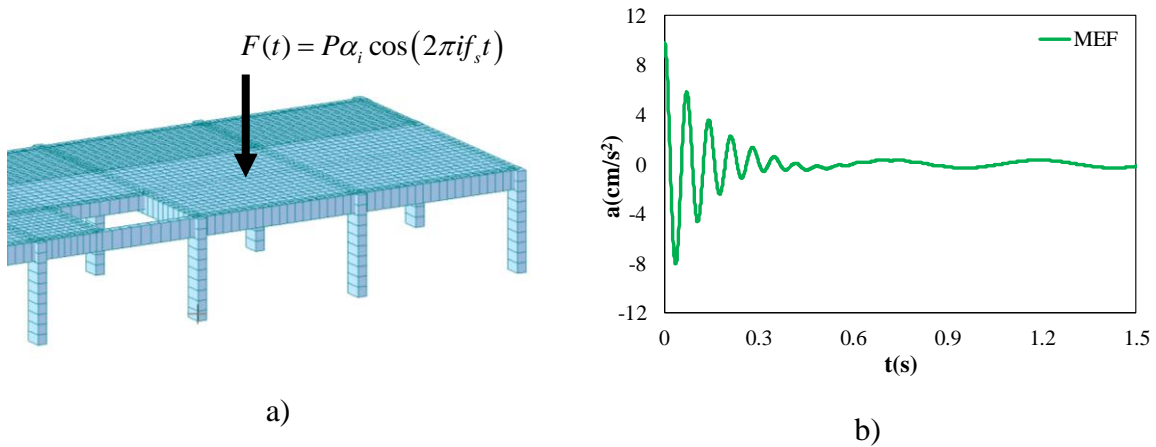 F(t) = Pα_i cos(2πif_s t)
a)
12
8
4
0
-4
-8
-12
a(cm/s²)
MEF
0
0.3
0.6
0.9
1.2
1.5
t(s)
b)